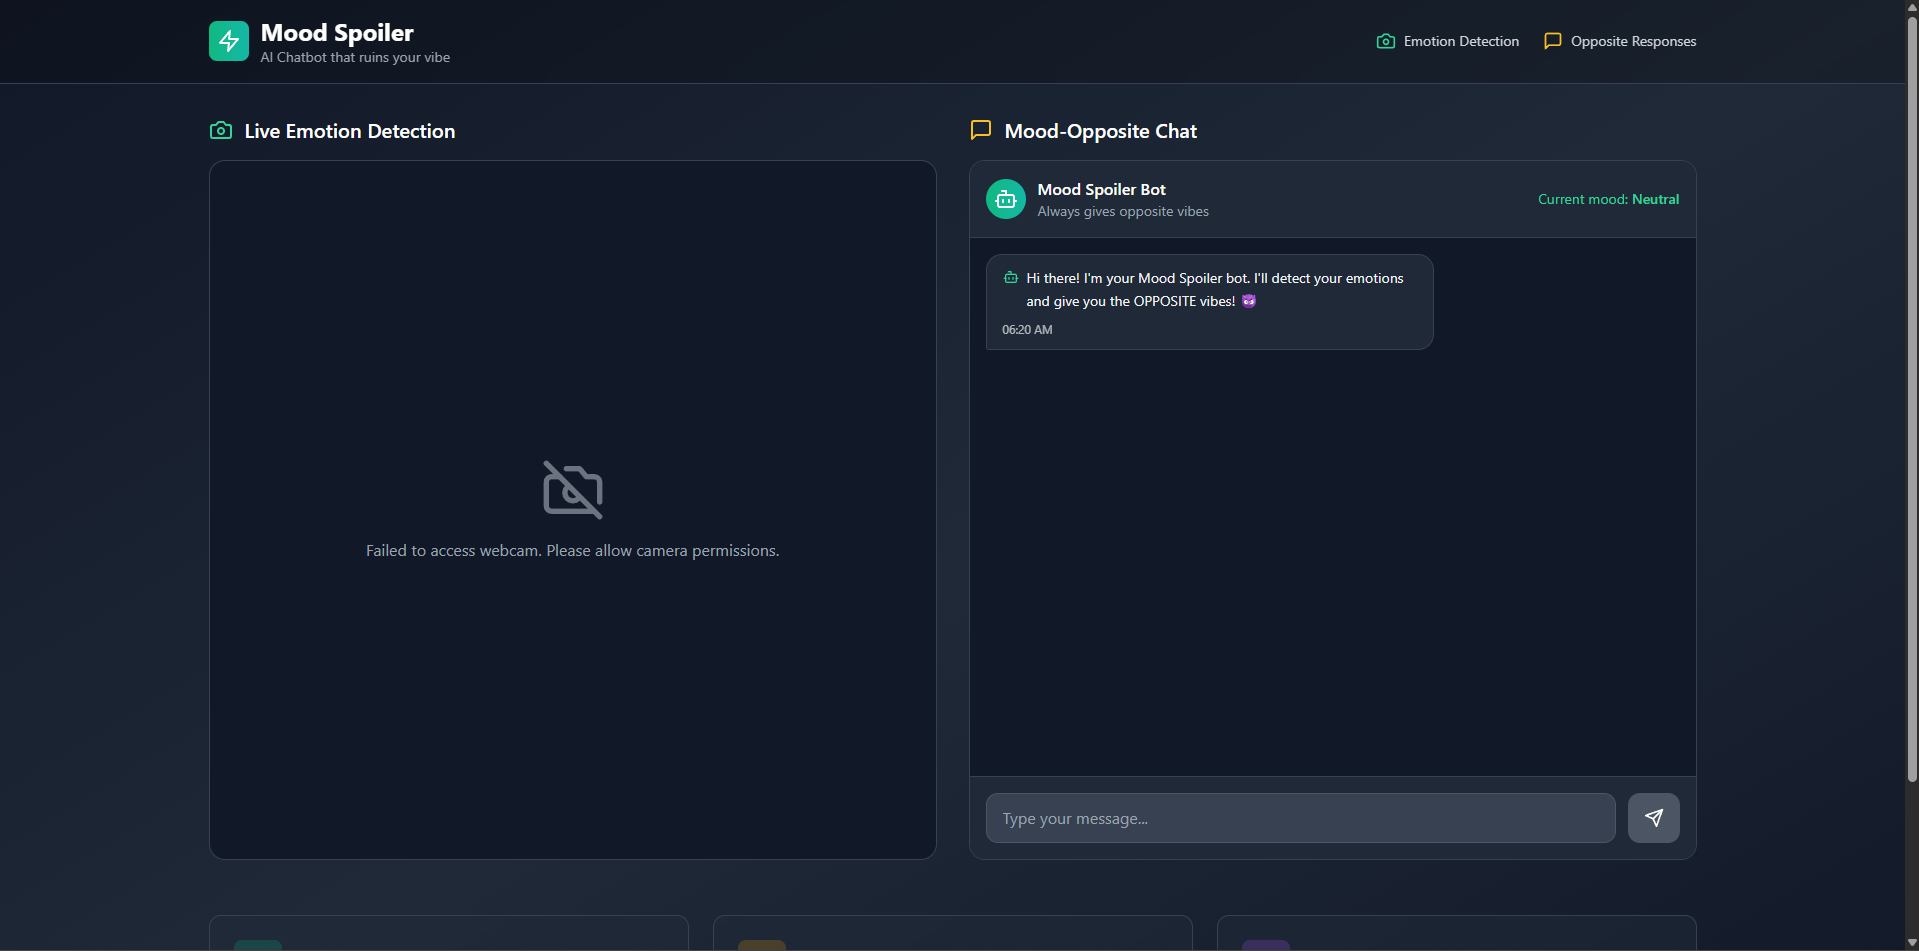 Mood Spoiler
AI Chatbot that ruins your vibe
Emotion Detection
Opposite Responses
Live Emotion Detection
Failed to access webcam. Please allow camera permissions.
Mood-Opposite Chat
Mood Spoiler Bot
Always gives opposite vibes
Current mood: Neutral
Hi there! I'm your Mood Spoiler bot. I'll detect your emotions
and give you the OPPOSITE vibes! 😈
06:20 AM
Type your message...